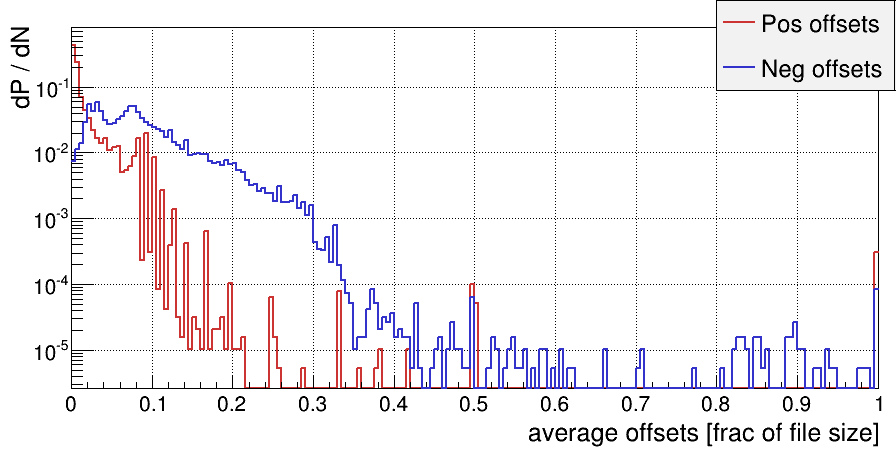 Pos offsets
Neg offsets
dP / dN
10^-1
10^-2
10^-3
10^-4
10^-5
0 0.1 0.2 0.3 0.4 0.5 0.6 0.7 0.8 0.9 1
average offsets [frac of file size]